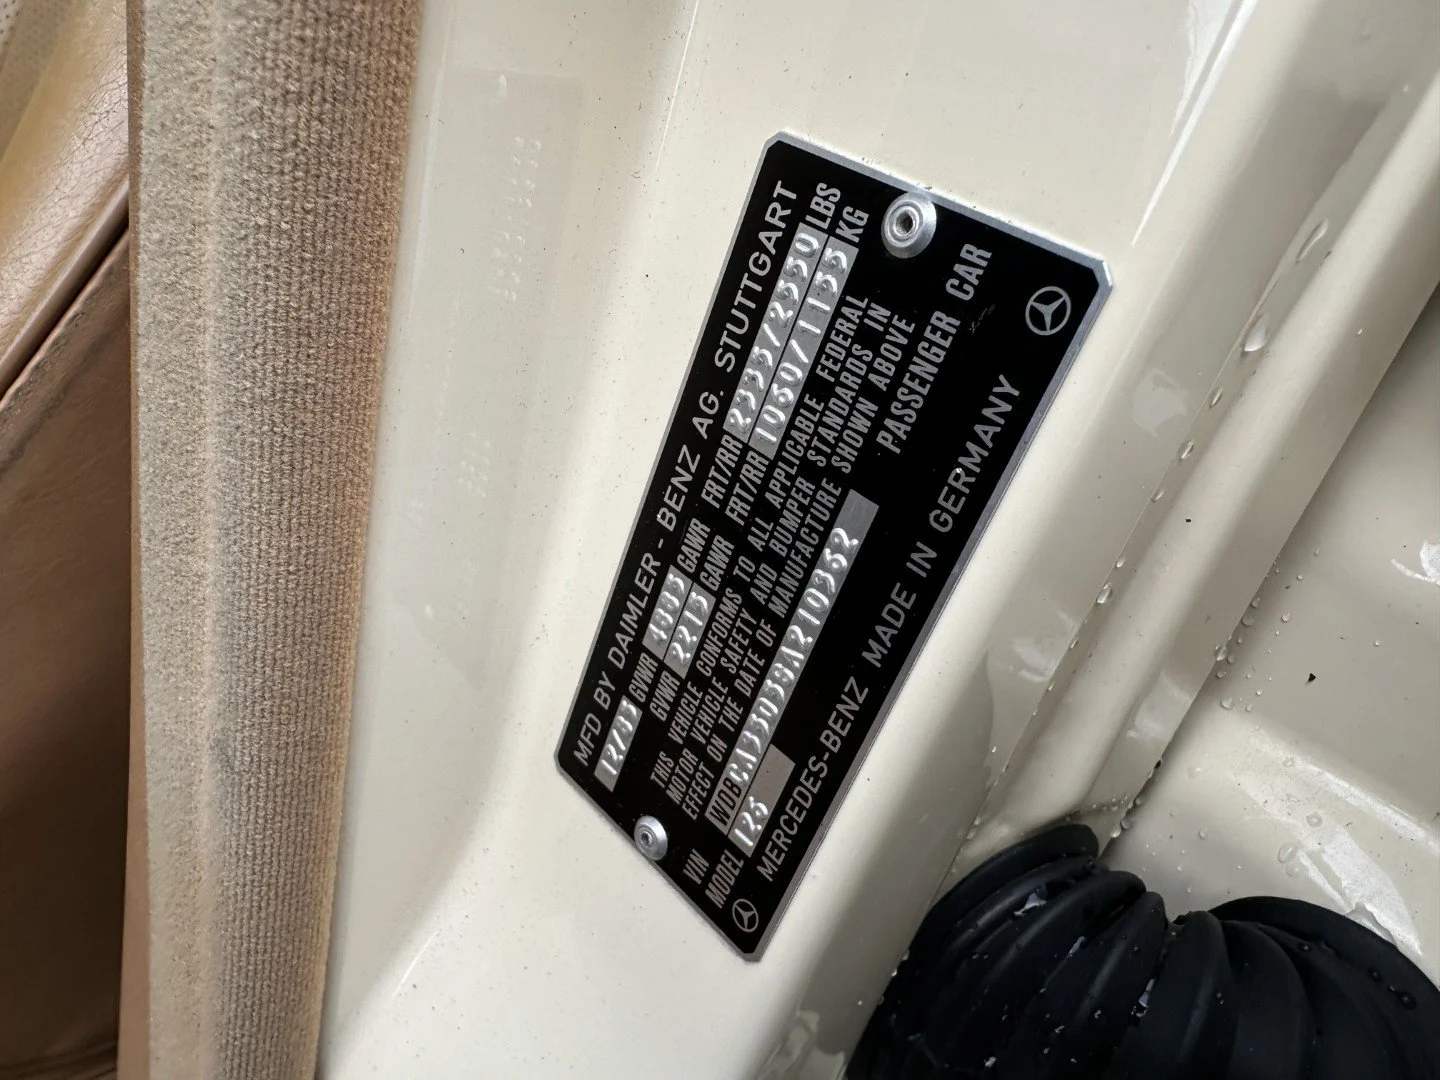 MFD BY DAIMLER - BENZ AG. STUTTGART
12/83 GVWR 4883 GAWR FRT/RR 2335/2550 LBS
GVWR 2215 GAWR FRT/RR 1060/1155 KG
THIS VEHICLE CONFORMS TO ALL APPLICABLE FEDERAL
MOTOR VEHICLE SAFETY AND BUMPER STANDARDS IN
EFFECT ON THE DATE OF MANUFACTURE SHOWN ABOVE
VIN
PASSENGER CAR
MODEL 126
MERCEDES-BENZ MADE IN GERMANY